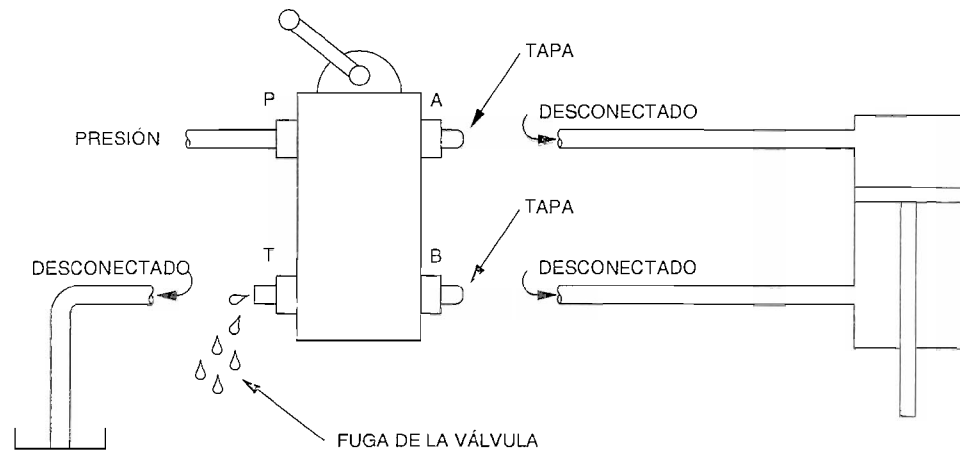 TAPA
P
A
DESCONECTADO
PRESIÓN
TAPA
T
B
DESCONECTADO
DESCONECTADO
FUGA DE LA VÁLVULA